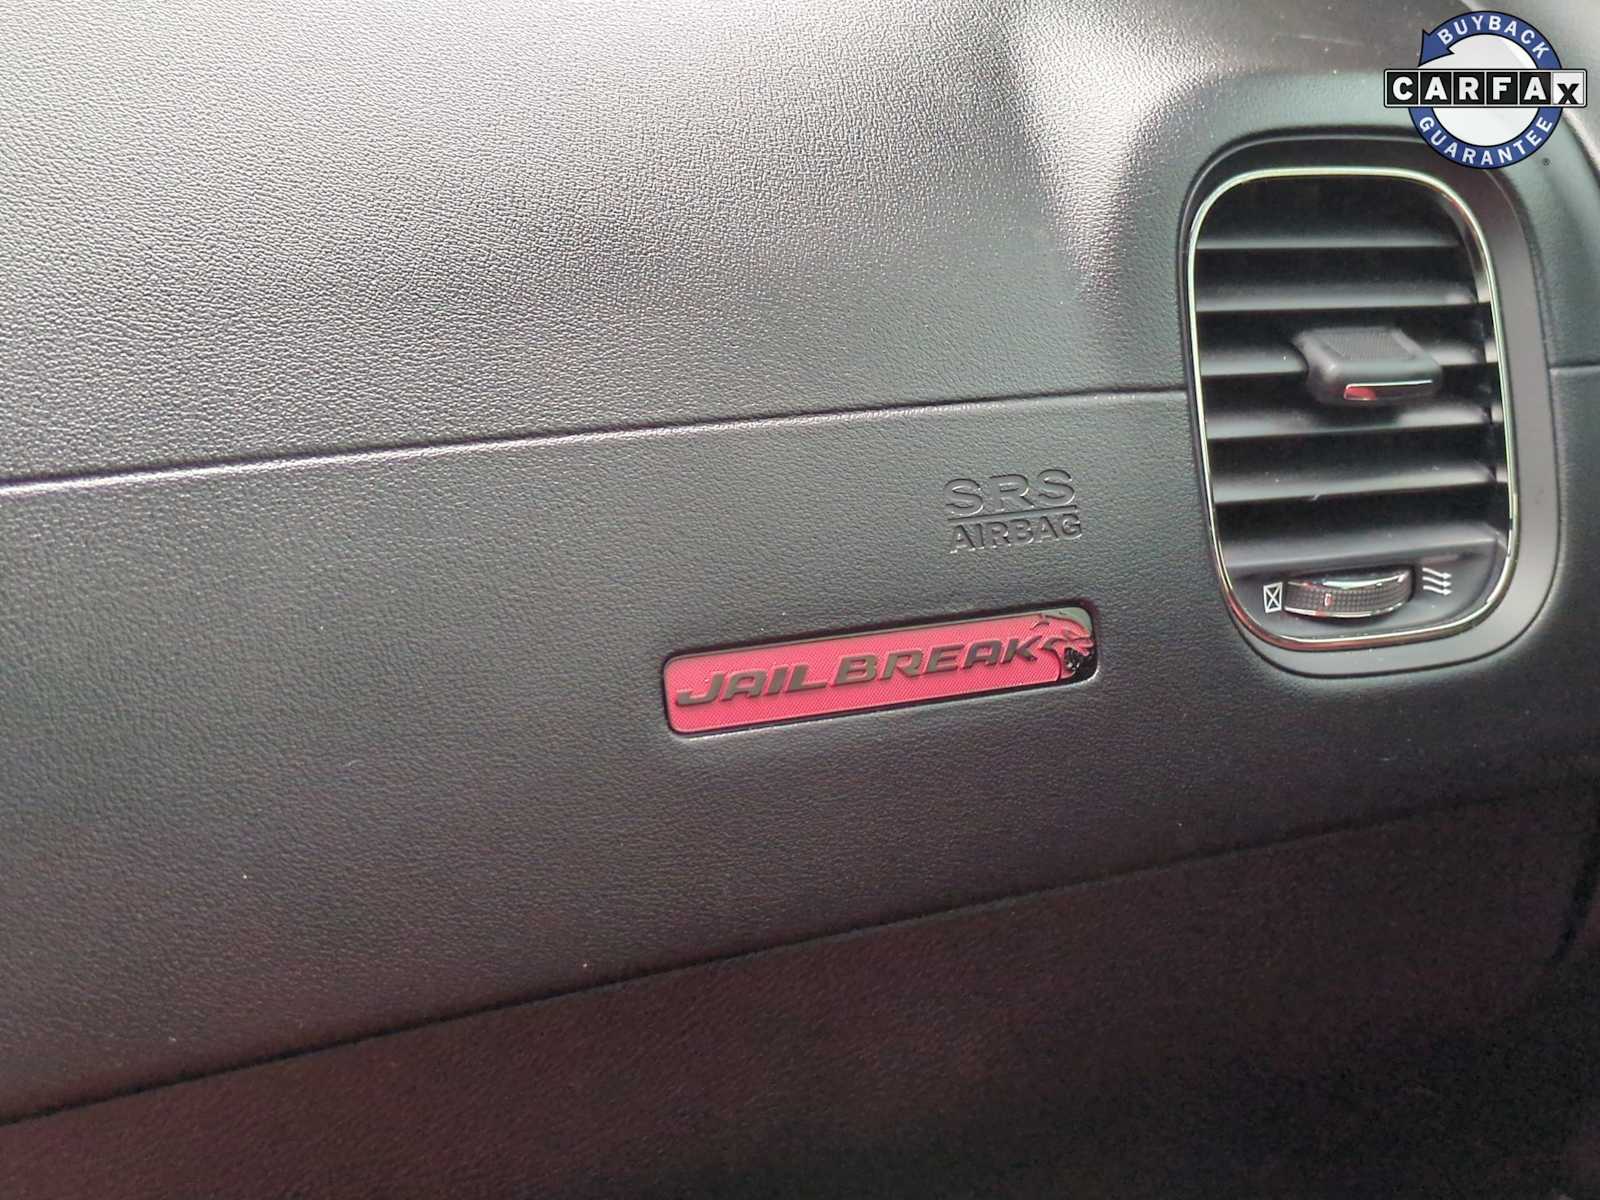 BUYBACK
CARFAX
GUARANTEE
®
SRS
AIRBAG
JAILBREAK